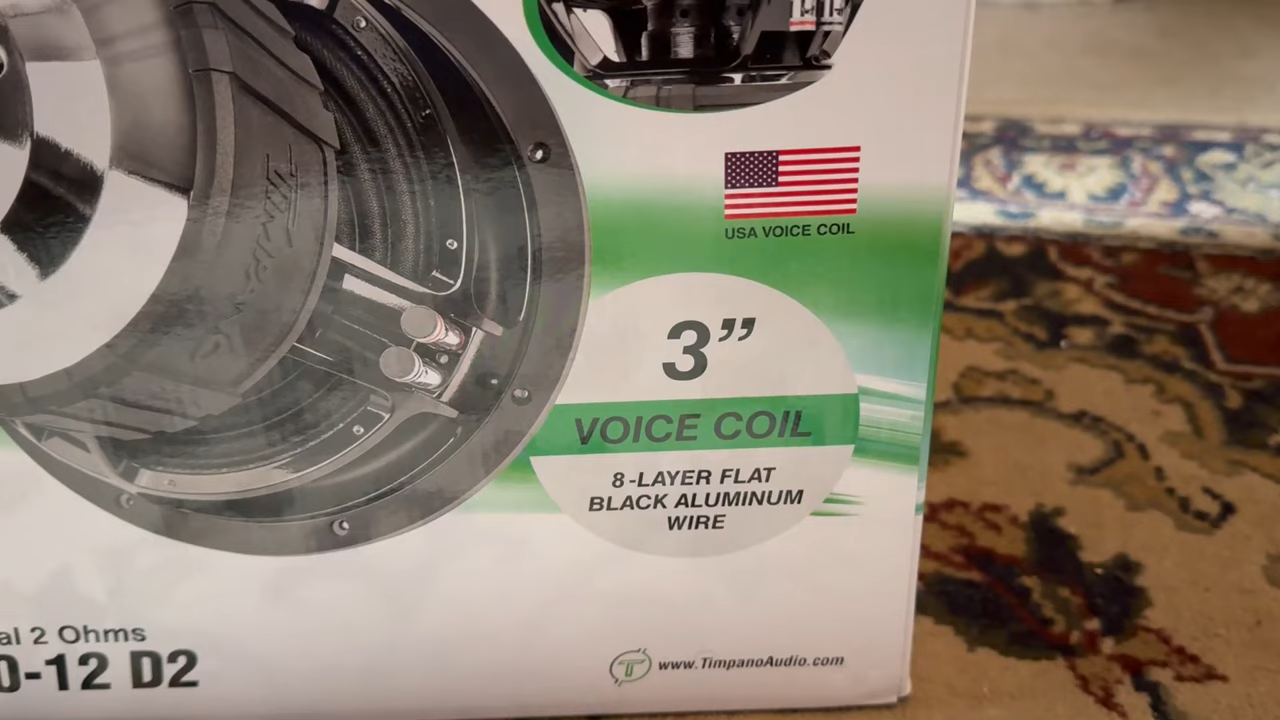 USA VOICE COIL
3”
VOICE COIL
8-LAYER FLAT
BLACK ALUMINUM
WIRE
al 2 Ohms
0-12 D2
www.TimpanoAudio.com